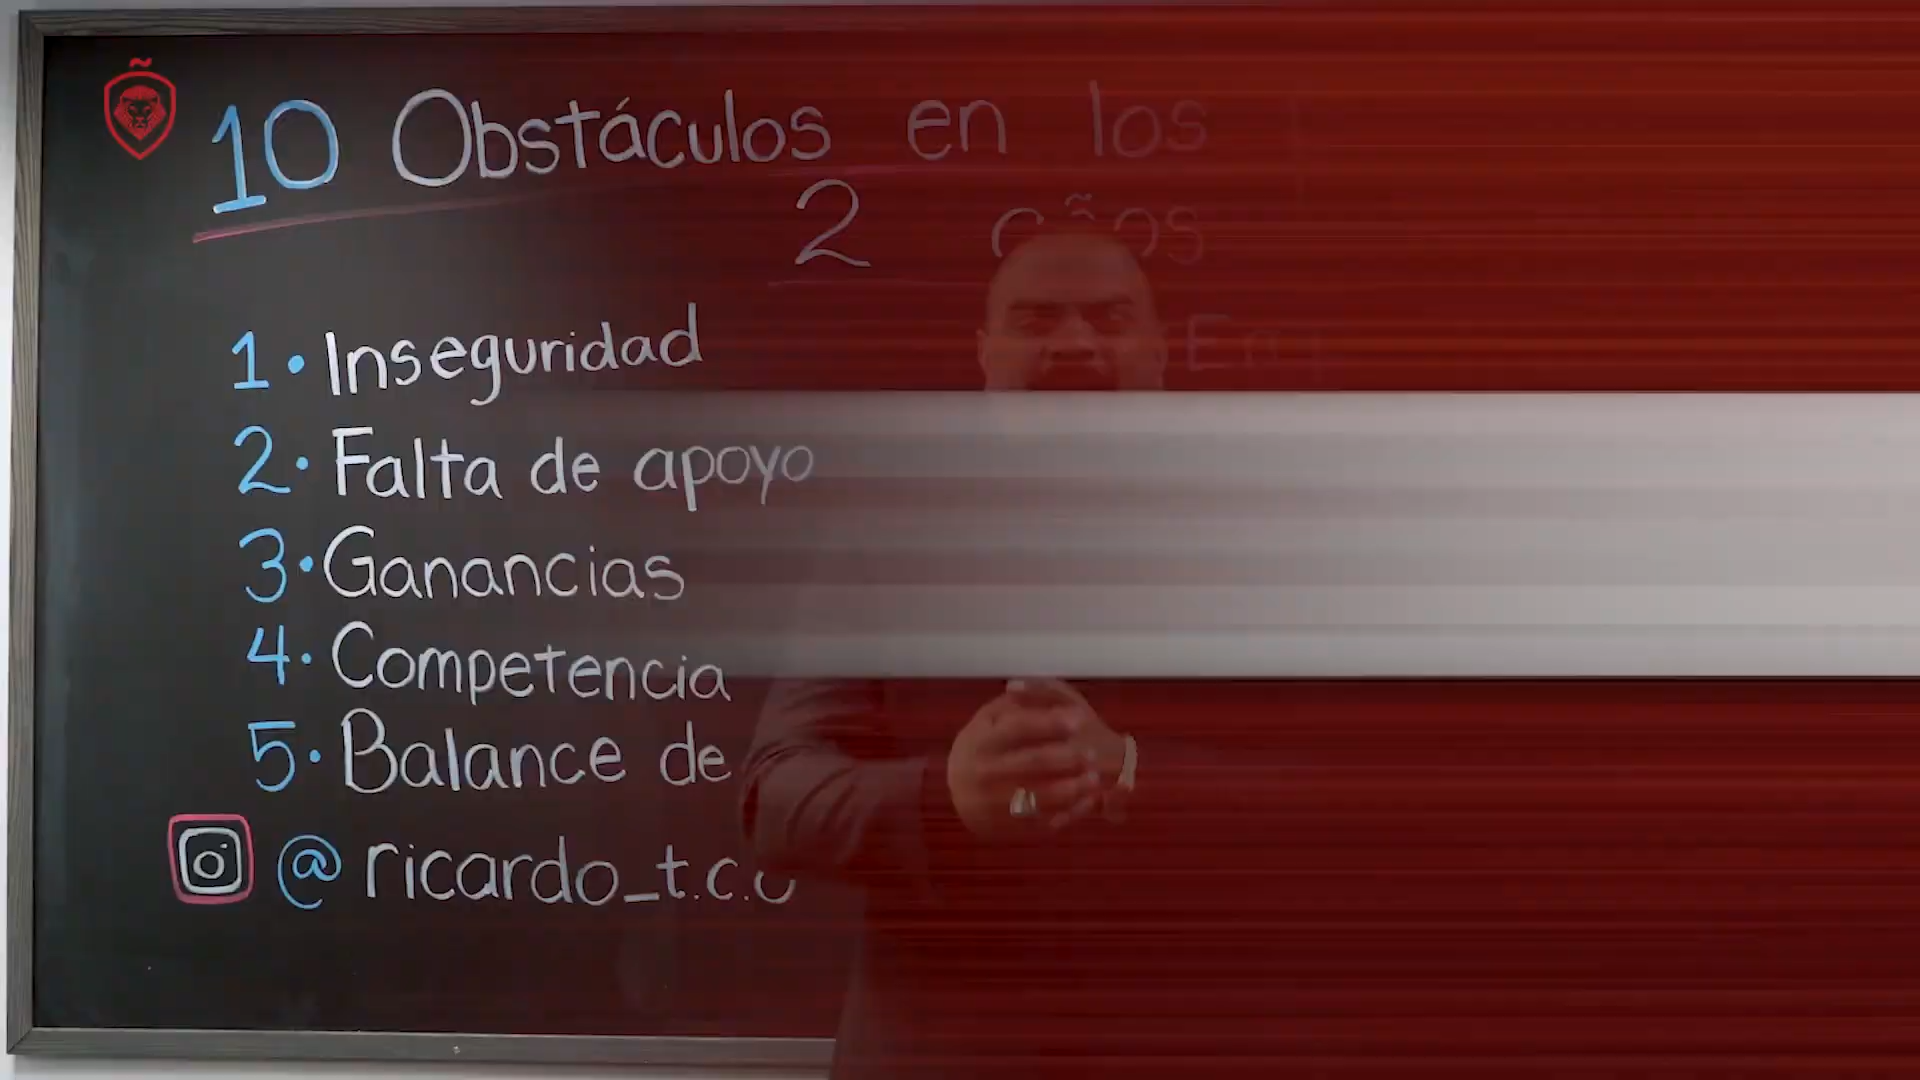 10 Obstáculos en los
2 años
1. Inseguridad
2. Falta de apoyo
3. Ganancias
4. Competencia
5. Balance de
@ricardo_t.c.